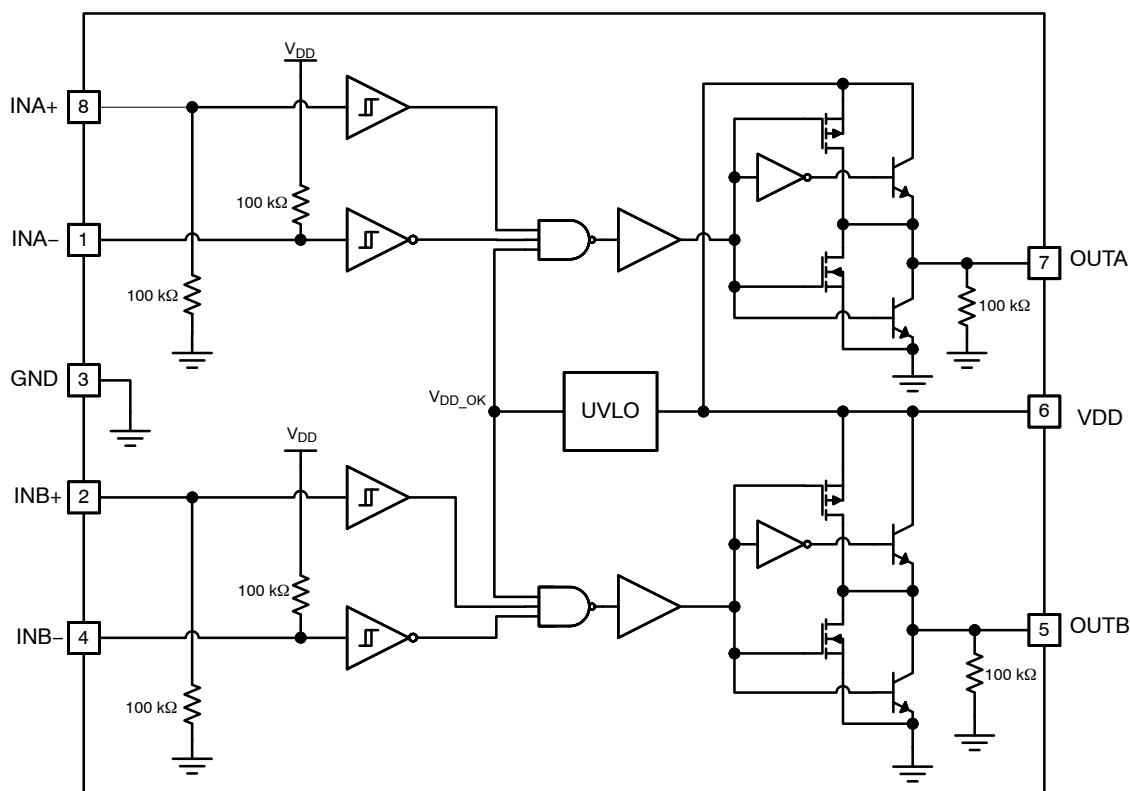 VDD
INA+ 8
100 kΩ
INA− 1
100 kΩ
7 OUTA
100 kΩ
GND 3
VDD_OK
UVLO
6 VDD
VDD
INB+ 2
100 kΩ
INB− 4
5 OUTB
100 kΩ
100 kΩ